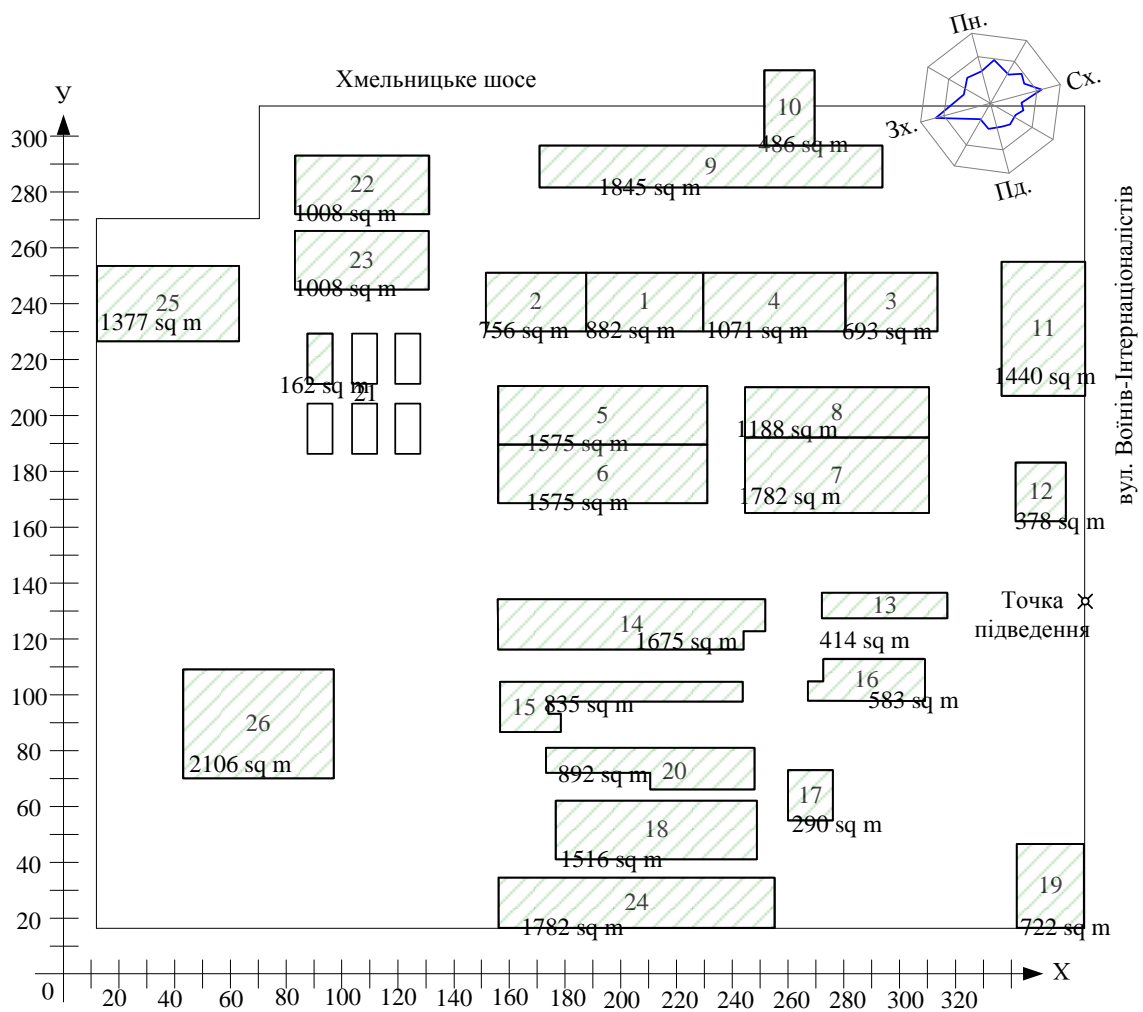 Пн.
Сх.
Зх.
Пд.
Хмельницьке шосе
вул. Воїнів-Інтернаціоналістів
У
300
280
260
240
220
200
180
160
140
120
100
80
60
40
20
0
10
486 sq m
9
1845 sq m
22
1008 sq m
23
1008 sq m
25
1377 sq m
2
756 sq m
1
882 sq m
4
1071 sq m
3
693 sq m
11
1440 sq m
162 sq m
21
5
1575 sq m
8
1188 sq m
6
1575 sq m
7
1782 sq m
12
378 sq m
Точка
підведення
14
1675 sq m
13
414 sq m
16
583 sq m
15
835 sq m
26
2106 sq m
20
892 sq m
17
290 sq m
18
1516 sq m
19
722 sq m
24
1782 sq m
20 40 60 80 100 120 140 160 180 200 220 240 260 280 300 320
Х